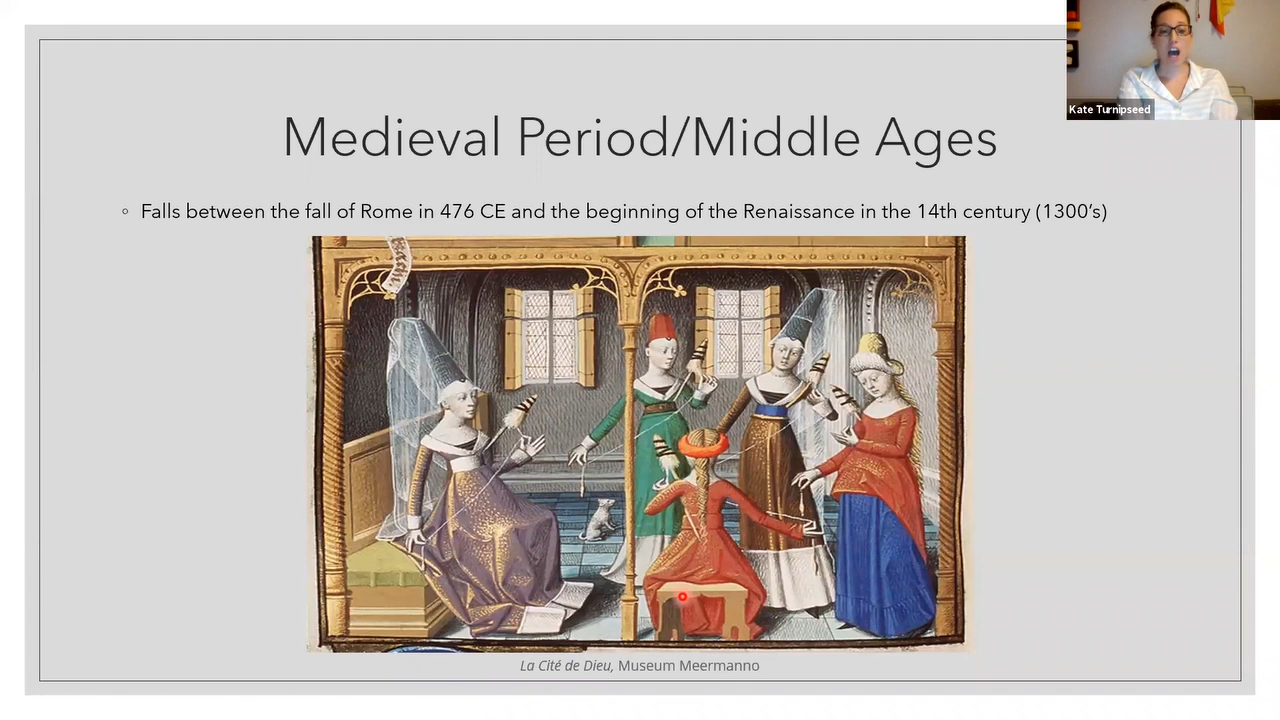 Kate Turnipseed
Medieval Period/Middle Ages
◦ Falls between the fall of Rome in 476 CE and the beginning of the Renaissance in the 14th century (1300’s)
La Cité de Dieu, Museum Meermanno